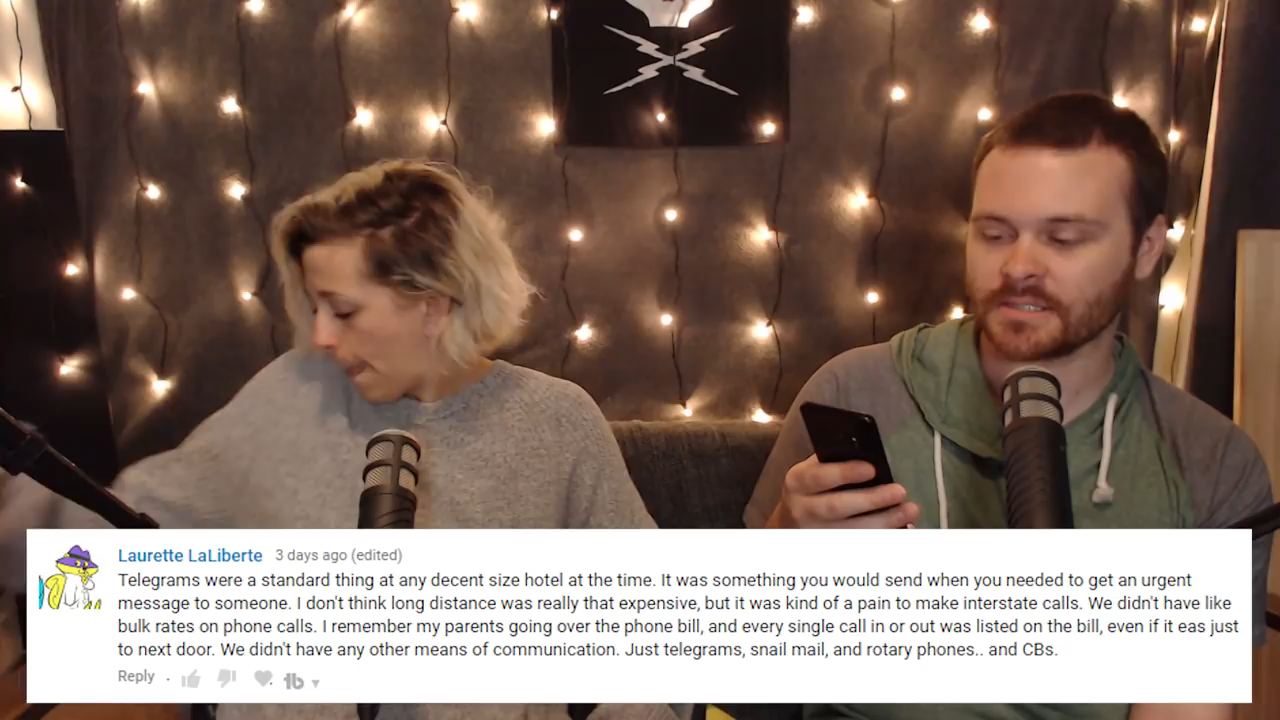 Laurette LaLiberte 3 days ago (edited)
Telegrams were a standard thing at any decent size hotel at the time. It was something you would send when you needed to get an urgent
message to someone. I don't think long distance was really that expensive, but it was kind of a pain to make interstate calls. We didn't have like
bulk rates on phone calls. I remember my parents going over the phone bill, and every single call in or out was listed on the bill, even if it eas just
to next door. We didn't have any other means of communication. Just telegrams, snail mail, and rotary phones.. and CBs.
Reply · tb